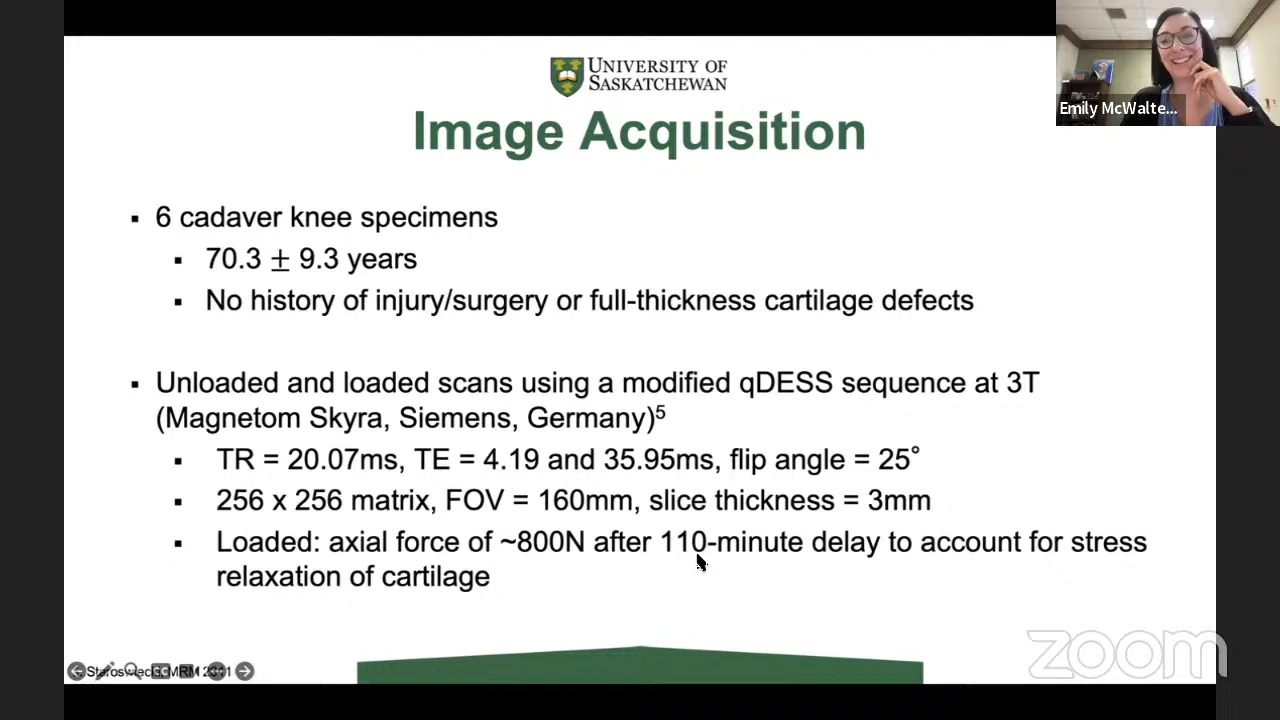 UNIVERSITY OF
SASKATCHEWAN
Emily McWalte...
Image Acquisition
▪ 6 cadaver knee specimens
▪ 70.3 ± 9.3 years
▪ No history of injury/surgery or full-thickness cartilage defects
▪ Unloaded and loaded scans using a modified qDESS sequence at 3T
(Magnetom Skyra, Siemens, Germany)⁵
▪ TR = 20.07ms, TE = 4.19 and 35.95ms, flip angle = 25°
▪ 256 x 256 matrix, FOV = 160mm, slice thickness = 3mm
▪ Loaded: axial force of ~800N after 110-minute delay to account for stress
relaxation of cartilage
MRM 2011
zoom